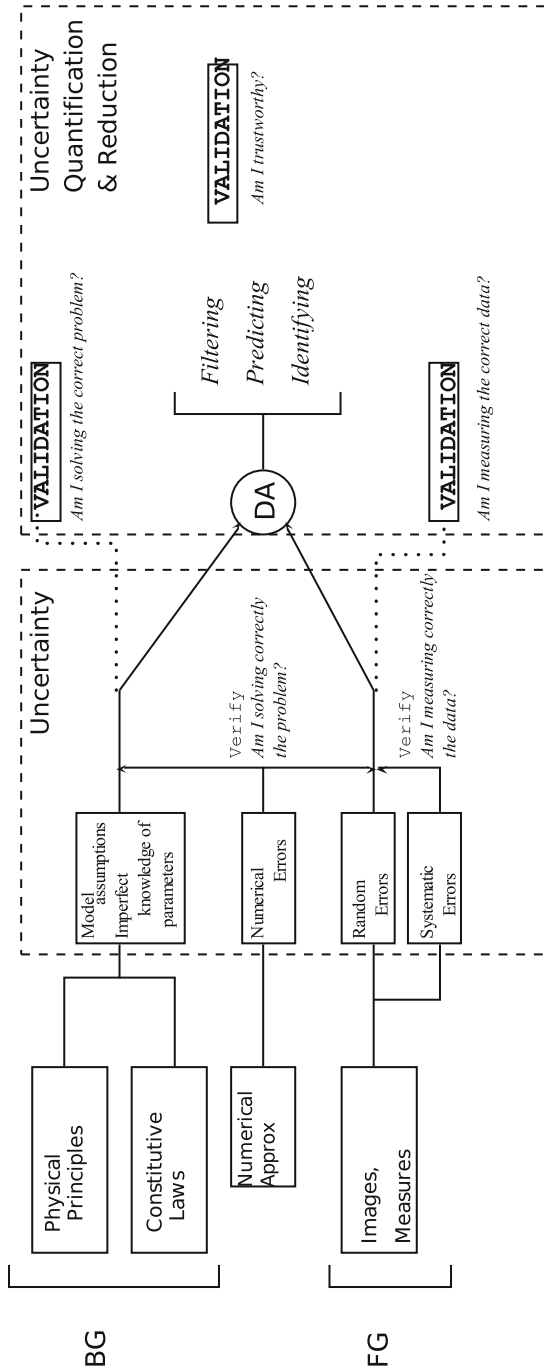 BG
FG
Physical
Principles
Constitutive
Laws
Numerical
Approx
Images,
Measures
Uncertainty
Model
assumptions
Imperfect
knowledge of
parameters
Numerical
Errors
Random
Errors
Systematic
Errors
Verify
Am I solving correctly
the problem?
Verify
Am I measuring correctly
the data?
DA
Uncertainty
Quantification
& Reduction
VALIDATION
Am I solving the correct problem?
Filtering
Predicting
Identifying
VALIDATION
Am I trustworthy?
VALIDATION
Am I measuring the correct data?